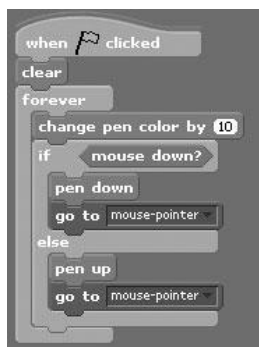 when clicked
clear
forever
change pen color by 10
if mouse down?
pen down
go to mouse-pointer
else
pen up
go to mouse-pointer